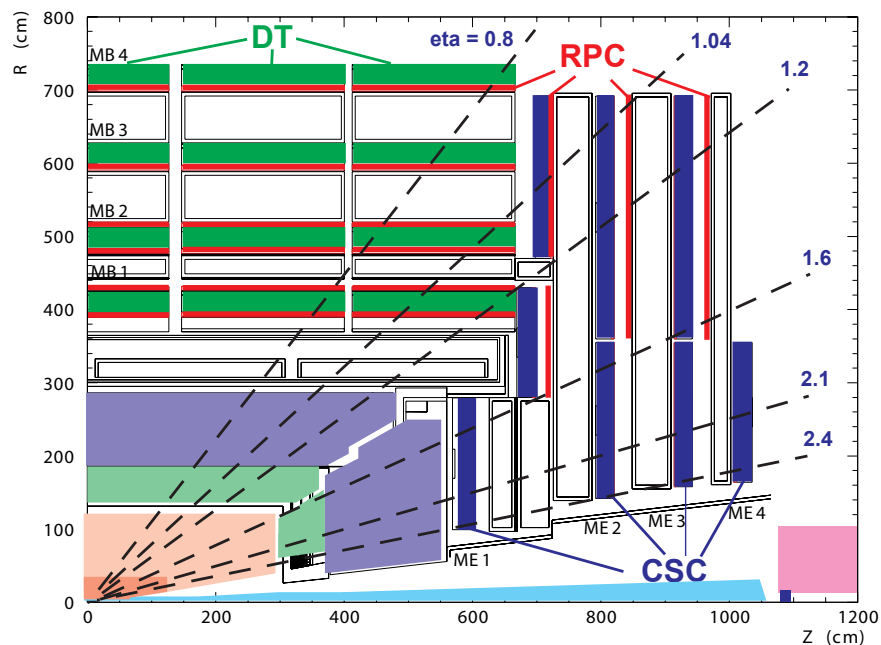 R (cm)
800
700
600
500
400
300
200
100
0
MB 4
MB 3
MB 2
MB 1
DT
eta = 0.8
RPC
1.04
1.2
1.6
2.1
2.4
ME 1
ME 2
ME 3
ME 4
CSC
0
200
400
600
800
1000
1200
Z (cm)